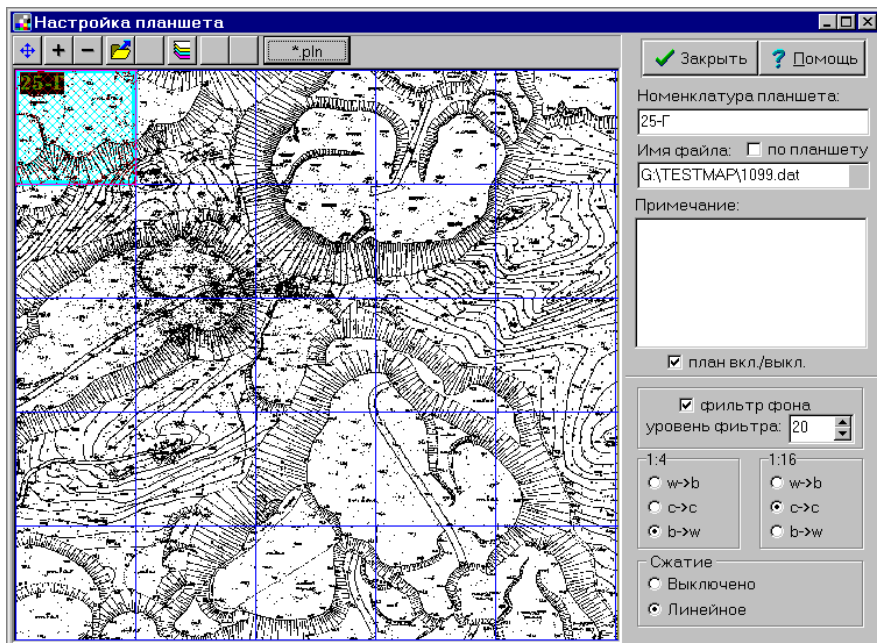 Настройка планшета
*.pln
25-Г
Закрыть
Помощь
Номенклатура планшета:
25-Г
Имя файла: по планшету
G:\TESTMAP\1099.dat
Примечание:
план вкл./выкл.
фильтр фона
уровень фиьтра: 20
1:4
w->b
c->c
b->w
1:16
w->b
c->c
b->w
Сжатие
Выключено
Линейное